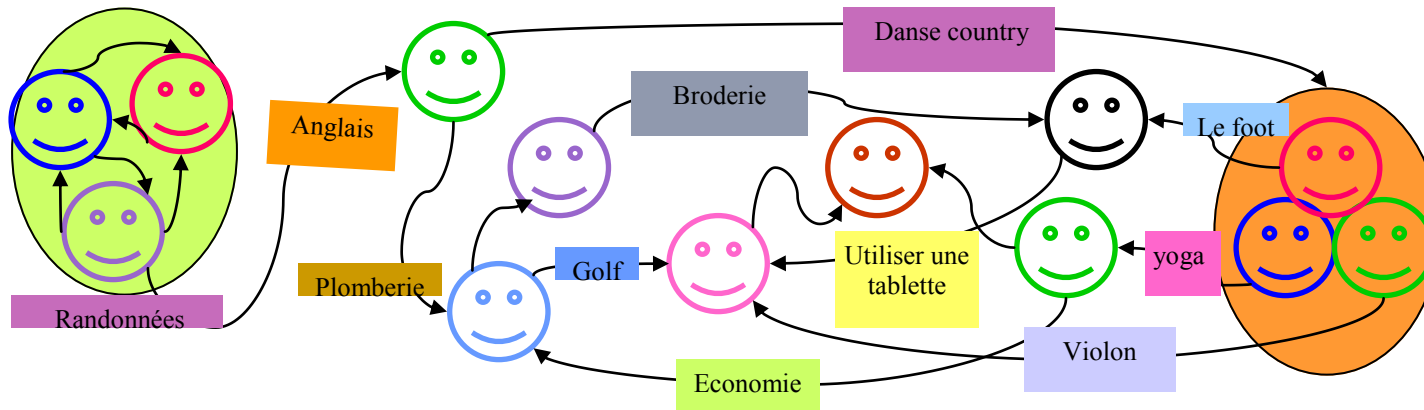 Danse country
Broderie
Anglais
Le foot
Utiliser une
tablette
yoga
Golf
Plomberie
Randonnées
Violon
Economie